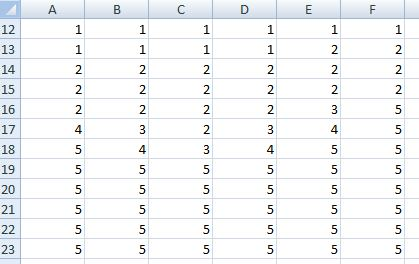 A B C D E F
12 1 1 1 1 1 1
13 1 1 1 1 2 2
14 2 2 2 2 2 2
15 2 2 2 2 2 2
16 2 2 2 2 3 5
17 4 3 2 3 4 5
18 5 4 3 4 5 5
19 5 5 5 5 5 5
20 5 5 5 5 5 5
21 5 5 5 5 5 5
22 5 5 5 5 5 5
23 5 5 5 5 5 5